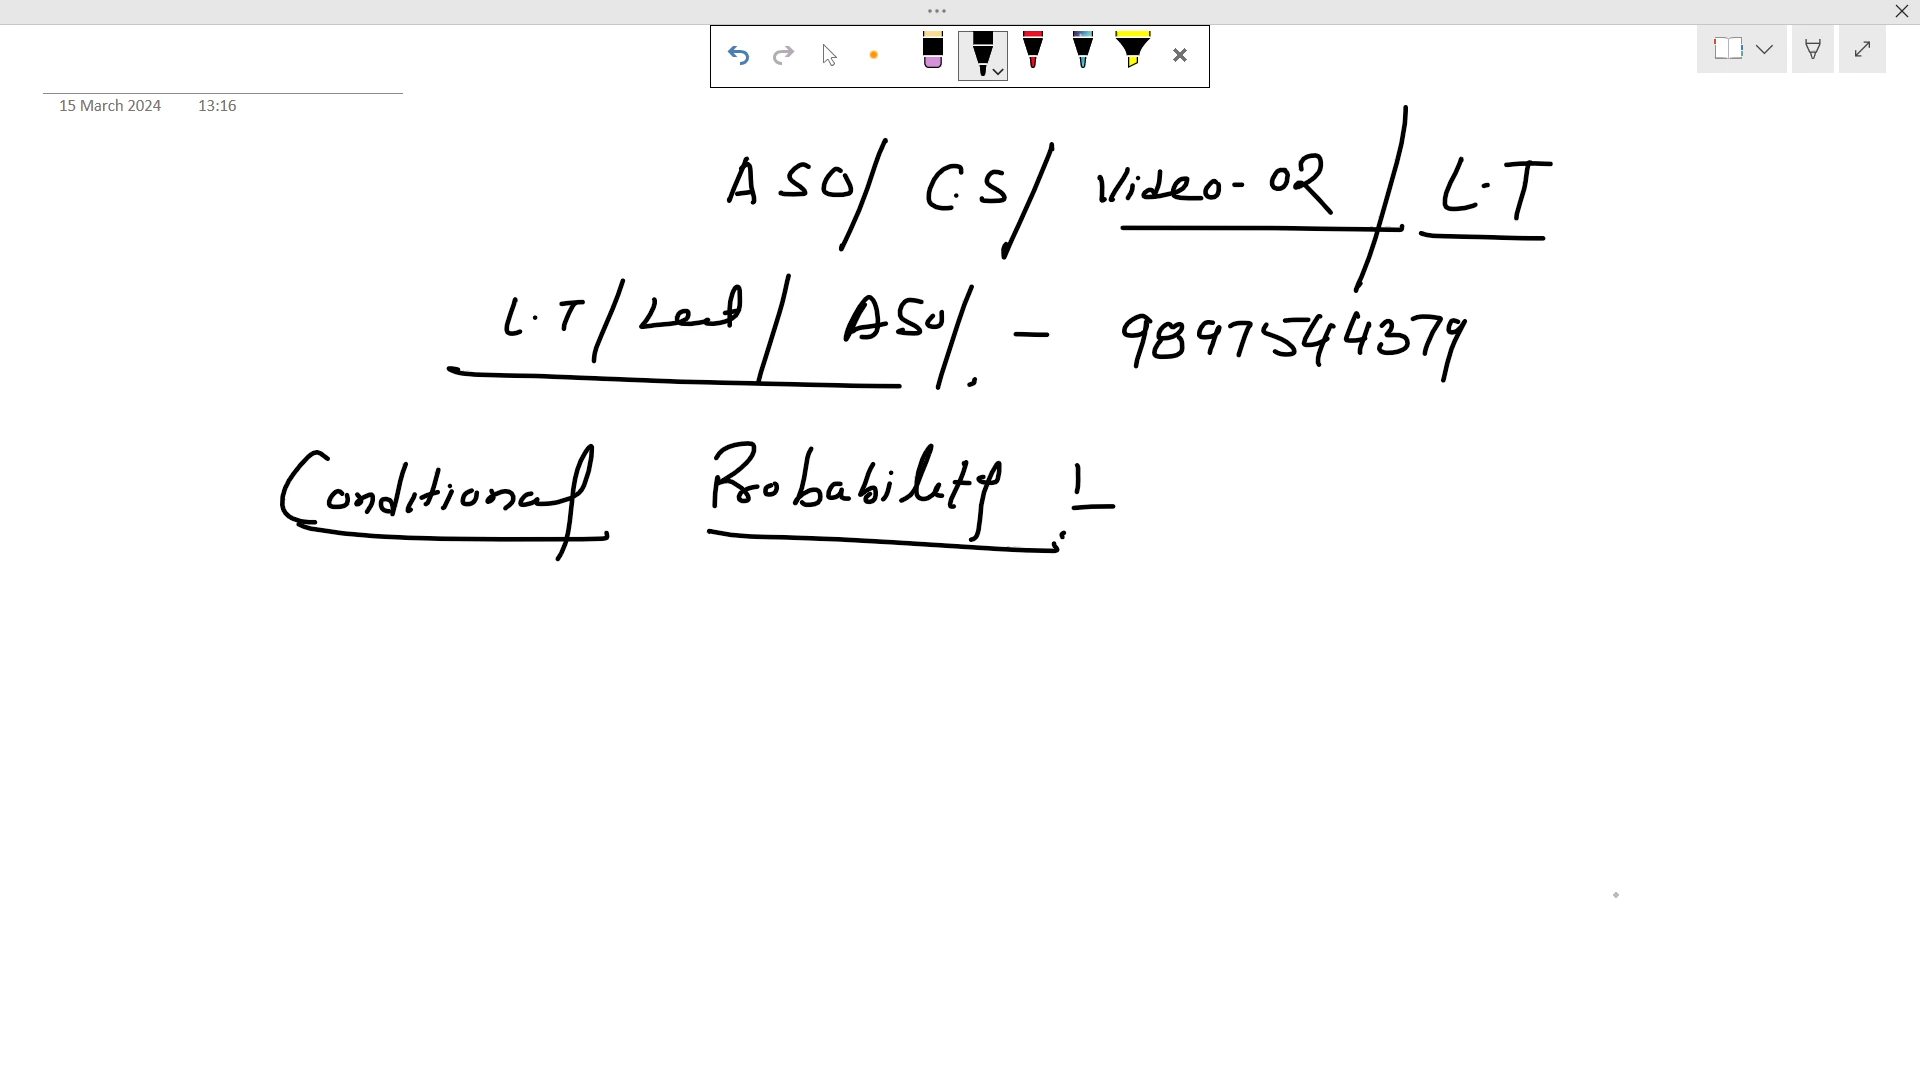 15 March 2024 13:16
ASO/ C.S/ Video-02/ L.T
L.T/ Lect/ ASO/. - 9897544379
Conditional Probability :-